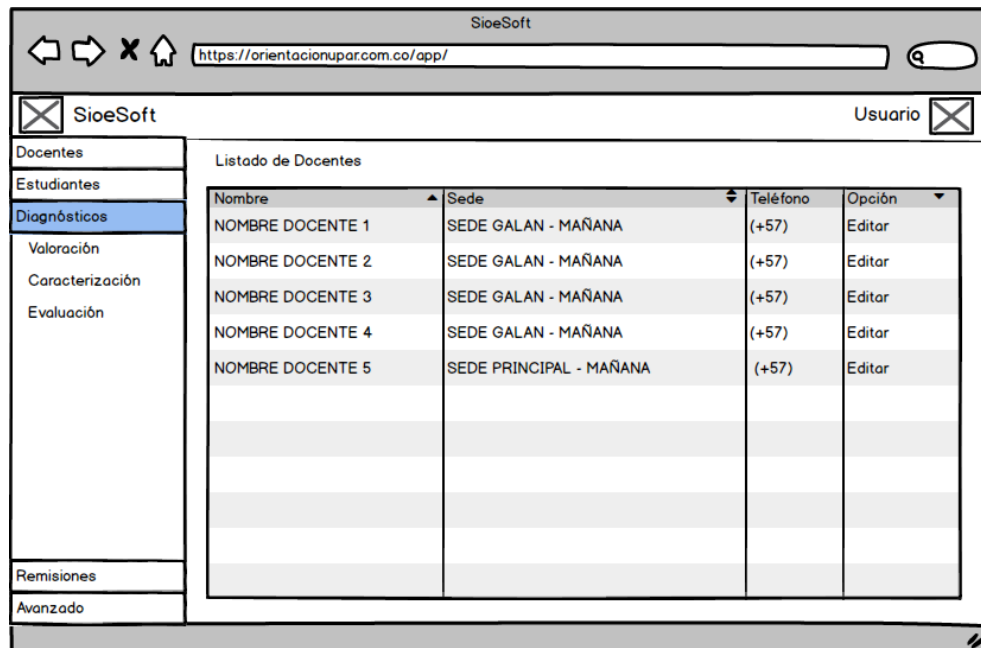 SioeSoft
https://orientacionupar.com.co/app/
SioeSoft
Usuario
Docentes
Estudiantes
Diagnósticos
Valoración
Caracterización
Evaluación
Remisiones
Avanzado
Listado de Docentes
Nombre Sede Teléfono Opción
NOMBRE DOCENTE 1 SEDE GALAN - MAÑANA (+57) Editar
NOMBRE DOCENTE 2 SEDE GALAN - MAÑANA (+57) Editar
NOMBRE DOCENTE 3 SEDE GALAN - MAÑANA (+57) Editar
NOMBRE DOCENTE 4 SEDE GALAN - MAÑANA (+57) Editar
NOMBRE DOCENTE 5 SEDE PRINCIPAL - MAÑANA (+57) Editar